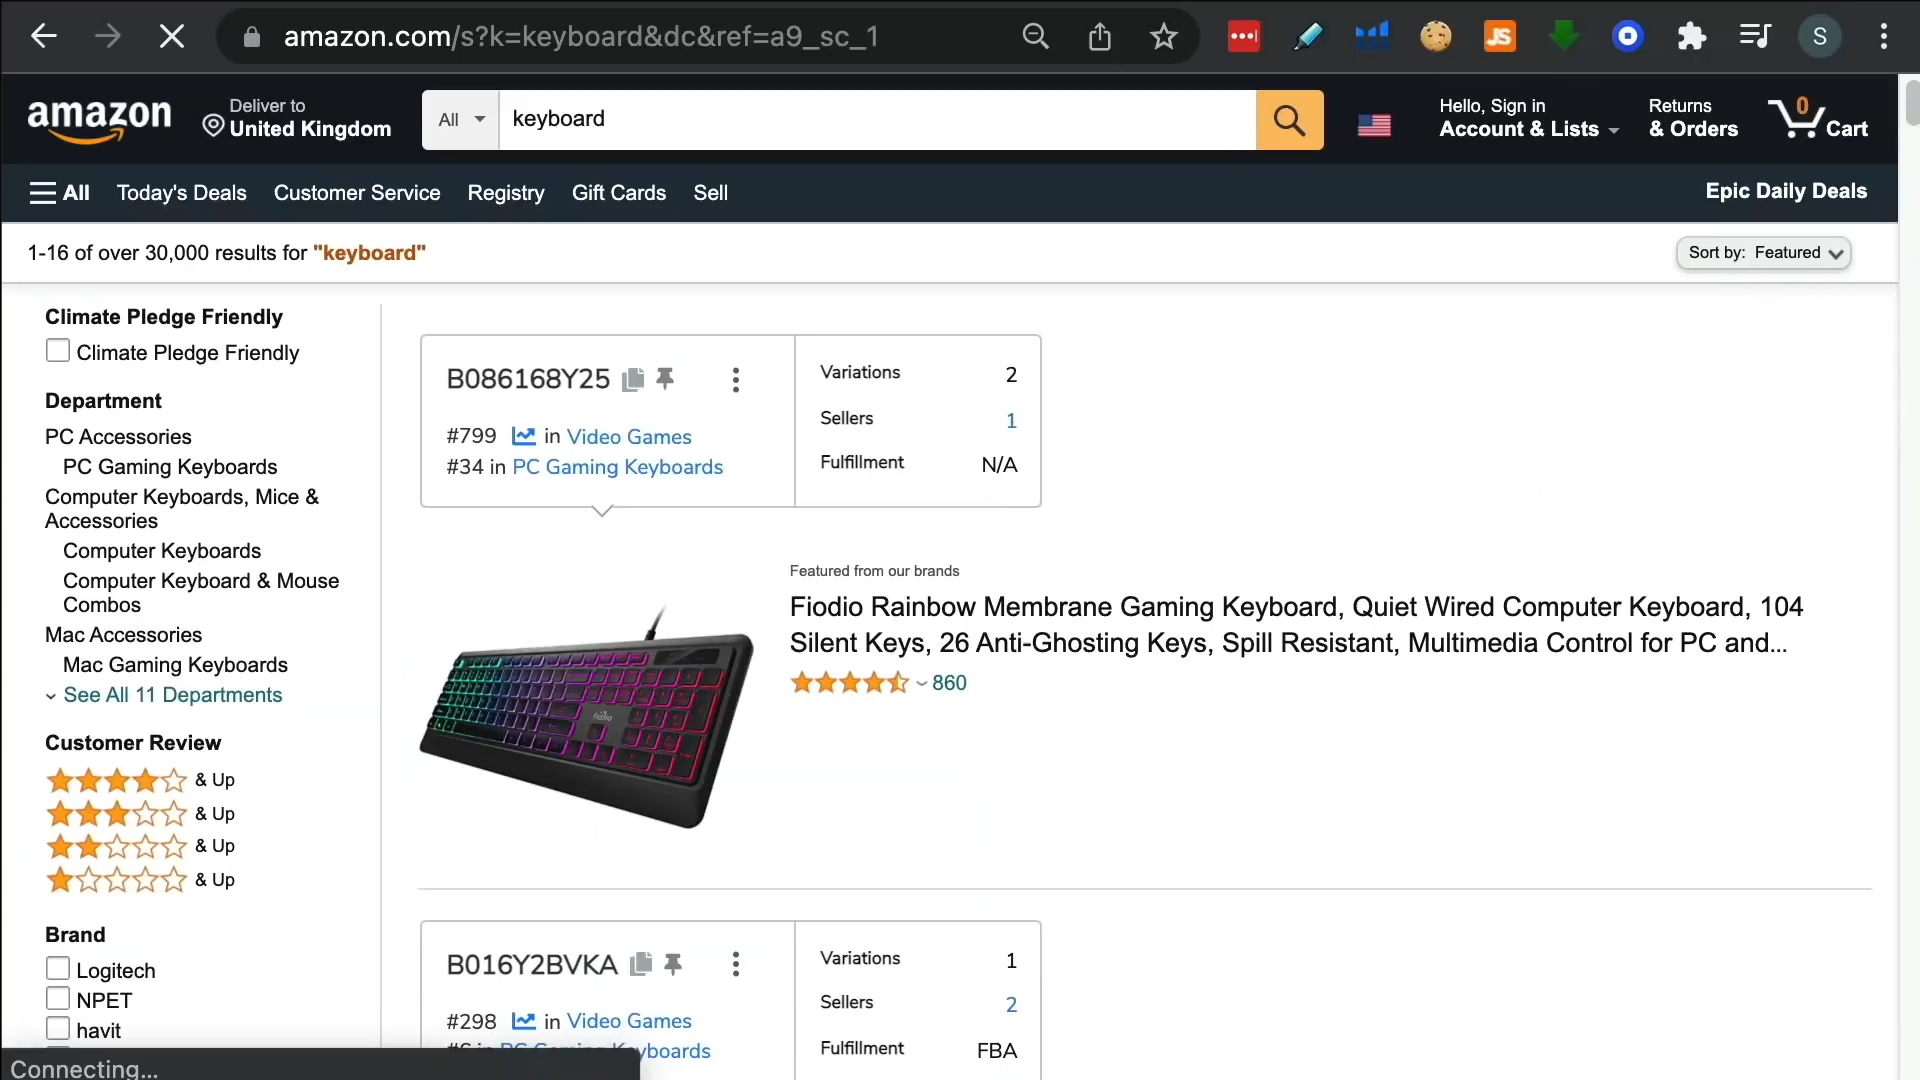 amazon.com/s?k=keyboard&dc&ref=a9_sc_1
JS
S
amazon
Deliver to
United Kingdom
All
keyboard
Hello, Sign in
Account & Lists
Returns
& Orders
0
Cart
All
Today's Deals
Customer Service
Registry
Gift Cards
Sell
Epic Daily Deals
1-16 of over 30,000 results for "keyboard"
Sort by: Featured
Climate Pledge Friendly
Climate Pledge Friendly
Department
PC Accessories
PC Gaming Keyboards
Computer Keyboards, Mice &
Accessories
Computer Keyboards
Computer Keyboard & Mouse
Combos
Mac Accessories
Mac Gaming Keyboards
See All 11 Departments
Customer Review
& Up
& Up
& Up
& Up
Brand
Logitech
NPET
havit
B086168Y25
#799 in Video Games
#34 in PC Gaming Keyboards
Variations 2
Sellers 1
Fulfillment N/A
Featured from our brands
Fiodio Rainbow Membrane Gaming Keyboard, Quiet Wired Computer Keyboard, 104
Silent Keys, 26 Anti-Ghosting Keys, Spill Resistant, Multimedia Control for PC and...
860
B016Y2BVKA
#298 in Video Games
PC Gaming Keyboards
Variations 1
Sellers 2
Fulfillment FBA
Connecting...